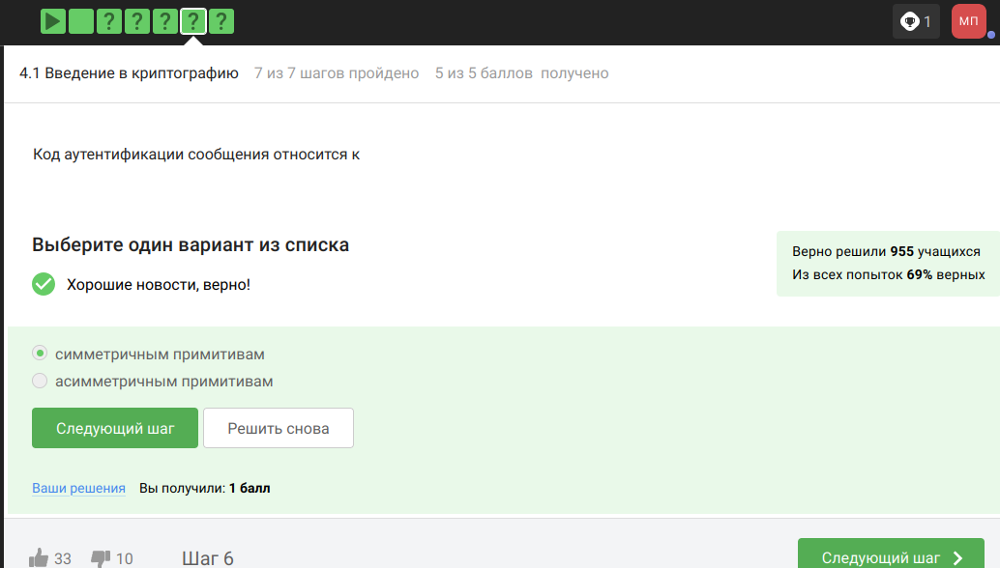 ? ? ? ? ?
1
МП
4.1 Введение в криптографию 7 из 7 шагов пройдено 5 из 5 баллов получено
Код аутентификации сообщения относится к
Выберите один вариант из списка
Верно решили 955 учащихся
Из всех попыток 69% верных
Хорошие новости, верно!
симметричным примитивам
асимметричным примитивам
Следующий шаг Решить снова
Ваши решения Вы получили: 1 балл
33 10 Шаг 6 Следующий шаг